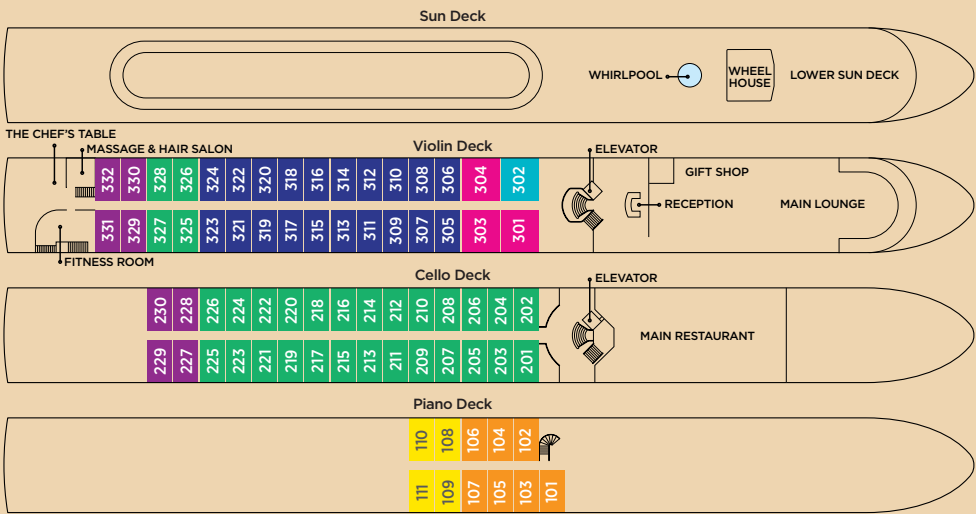 Sun Deck
WHIRLPOOL
WHEEL
HOUSE
LOWER SUN DECK
THE CHEF'S TABLE
MASSAGE & HAIR SALON
Violin Deck
ELEVATOR
332 330 328 326 324 322 320 318 316 314 312 310 308 306 304 302
GIFT SHOP
RECEPTION
MAIN LOUNGE
331 329 327 325 323 321 319 317 315 313 311 309 307 305 303 301
FITNESS ROOM
Cello Deck
ELEVATOR
230 228 226 224 222 220 218 216 214 212 210 208 206 204 202
MAIN RESTAURANT
229 227 225 223 221 219 217 215 213 211 209 207 205 203 201
Piano Deck
110 108 106 104 102
111 109 107 105 103 101